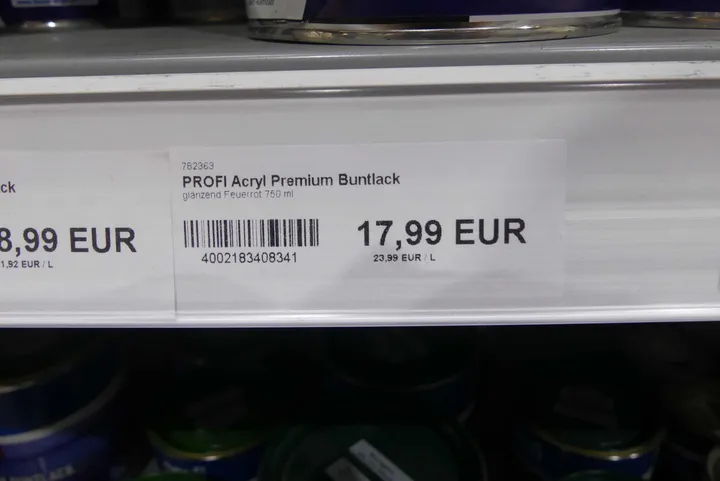 ck
8,99 EUR
1,92 EUR / L
782363
PROFI Acryl Premium Buntlack
glänzend Feuerrot 750 ml
4002183408341
17,99 EUR
23,99 EUR / L